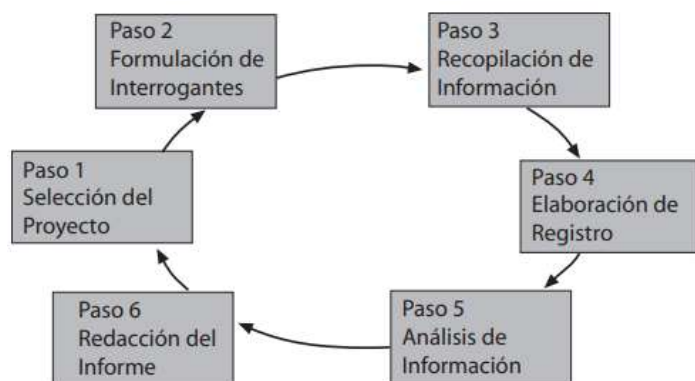 Paso 1
Selección del
Proyecto
Paso 2
Formulación de
Interrogantes
Paso 3
Recopilación de
Información
Paso 4
Elaboración de
Registro
Paso 5
Análisis de
Información
Paso 6
Redacción del
Informe